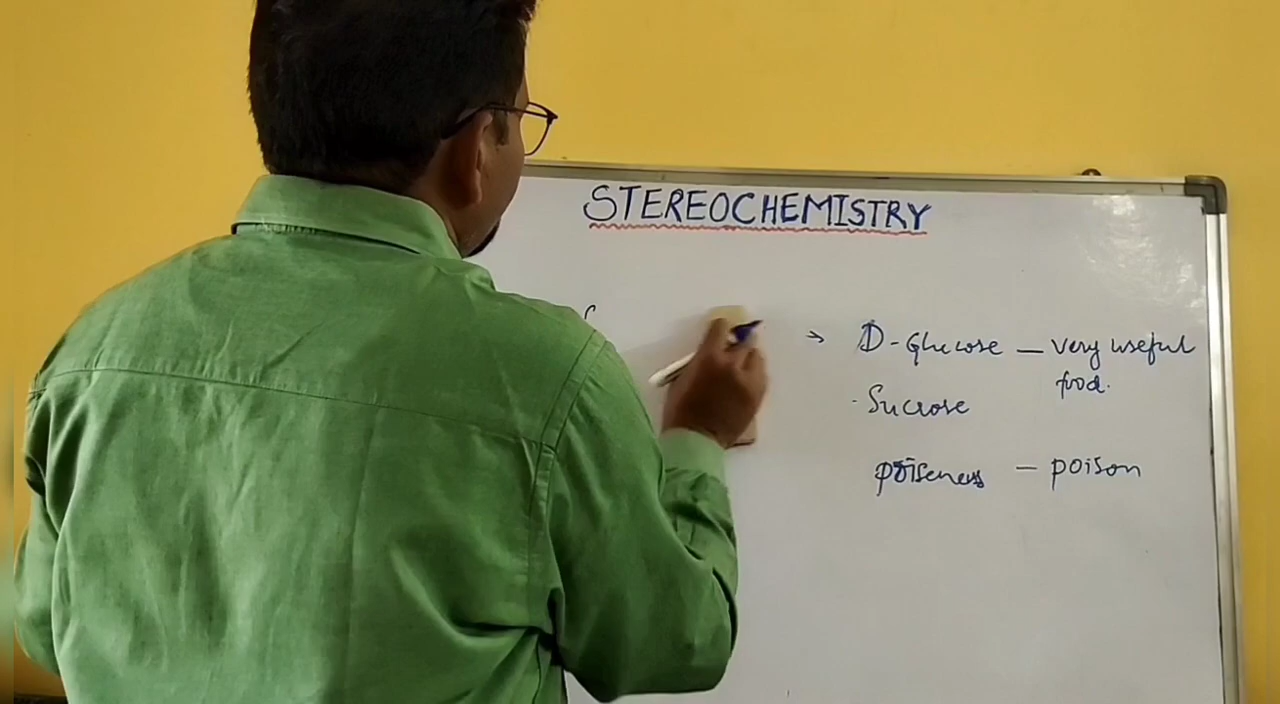 STEREOCHEMISTRY
→ D-Glucose — very useful
food.
Sucrose
— poison